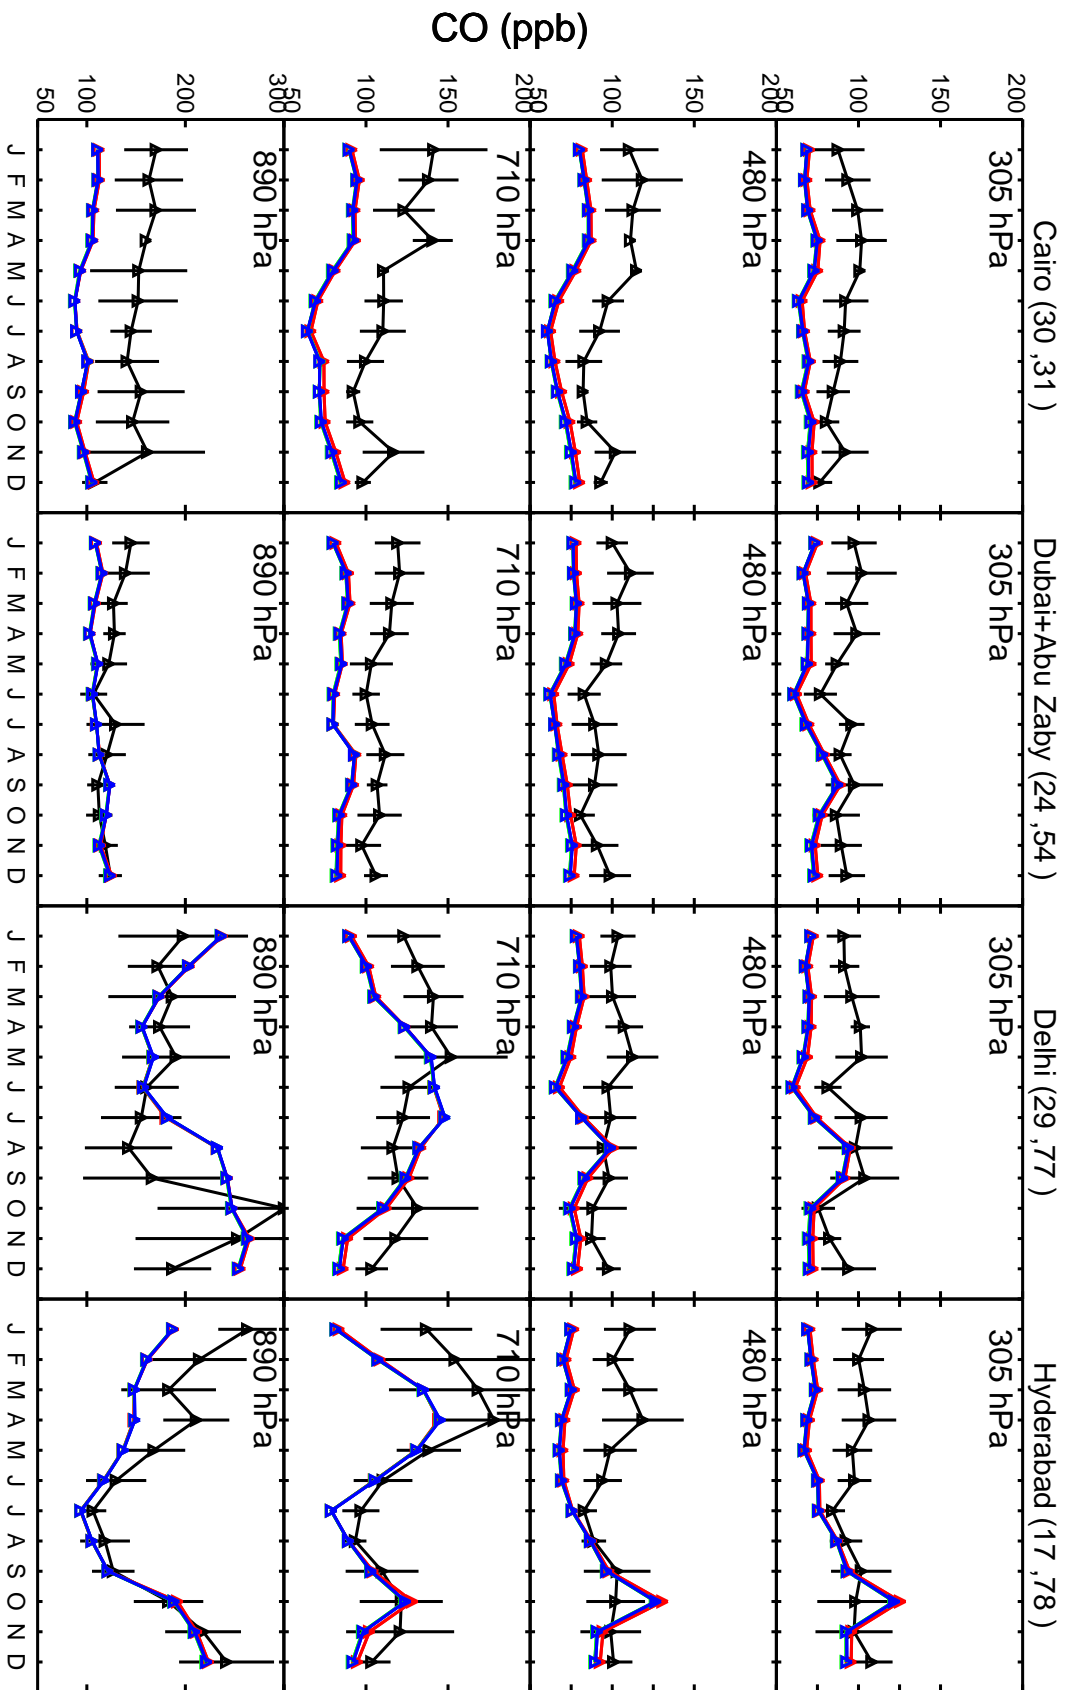 Cairo (30 ,31 )
Dubai+Abu Zaby (24 ,54 )
Delhi (29 ,77 )
Hyderabad (17 ,78 )
CO (ppb)
200
150
100
50
305 hPa
305 hPa
305 hPa
305 hPa
200
150
100
50
480 hPa
480 hPa
480 hPa
480 hPa
200
150
100
50
710 hPa
710 hPa
710 hPa
710 hPa
300
200
100
50
890 hPa
890 hPa
890 hPa
890 hPa
J F M A M J J A S O N D
J F M A M J J A S O N D
J F M A M J J A S O N D
J F M A M J J A S O N D